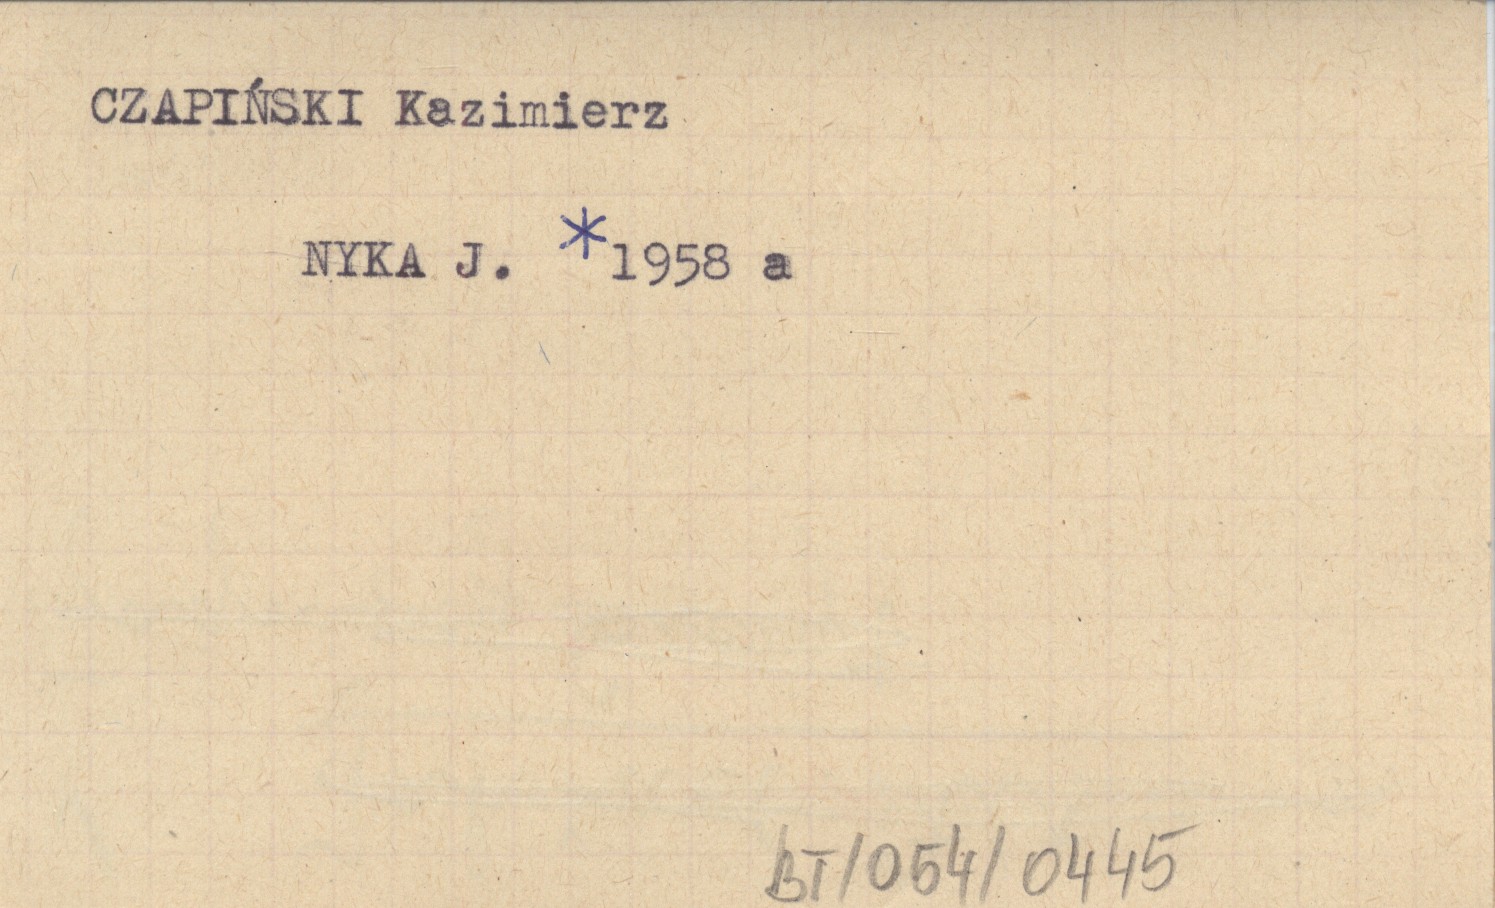 CZAPIŃSKI Kazimierz
NYKA J. *1958 a
BT/054/0445